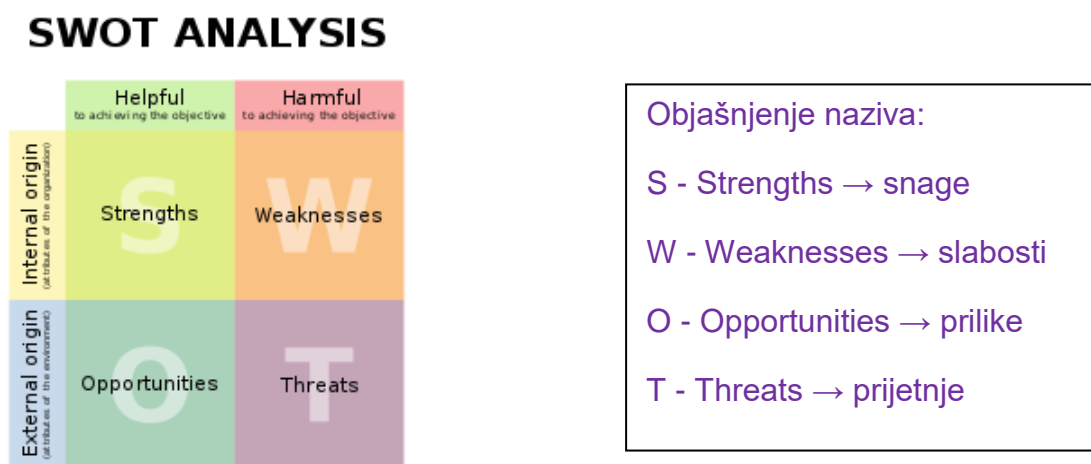 SWOT ANALYSIS
Helpful
to achieving the objective
Harmful
to achieving the objective
Internal origin
(attributes of the organization)
S
Strengths
W
Weaknesses
External origin
(attributes of the environment)
O
Opportunities
T
Threats
Objašnjenje naziva:
S - Strengths → snage
W - Weaknesses → slabosti
O - Opportunities → prilike
T - Threats → prijetnje